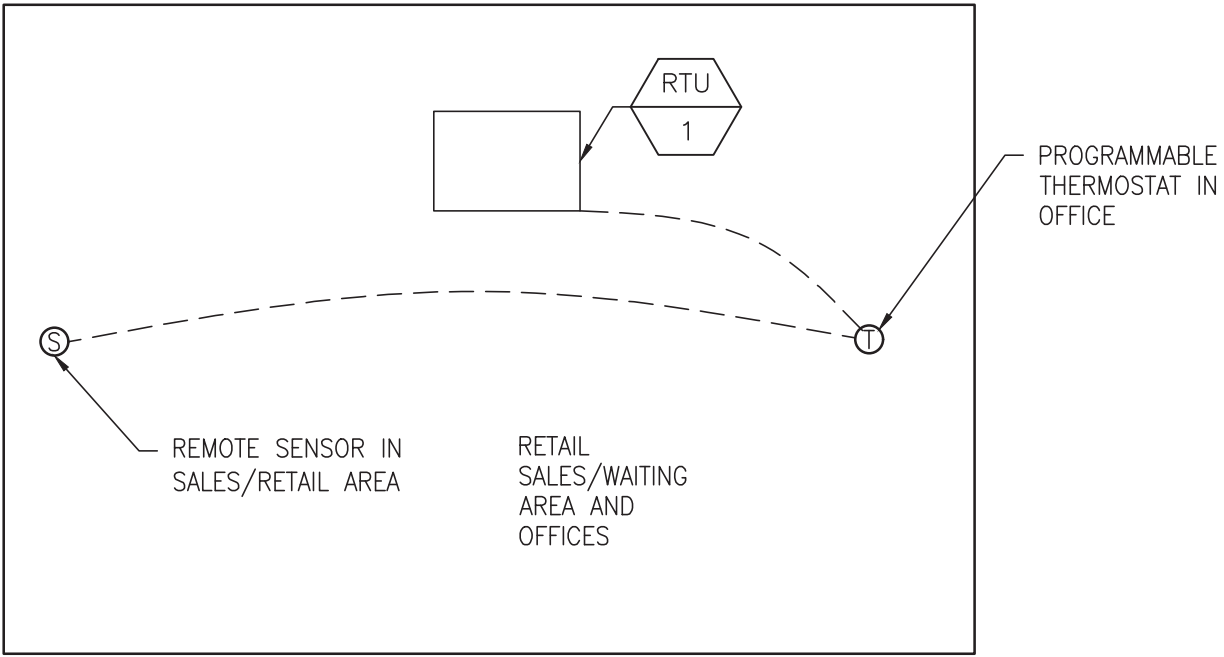 RTU
1
PROGRAMMABLE
THERMOSTAT IN
OFFICE
S
T
REMOTE SENSOR IN
SALES/RETAIL AREA
RETAIL
SALES/WAITING
AREA AND
OFFICES